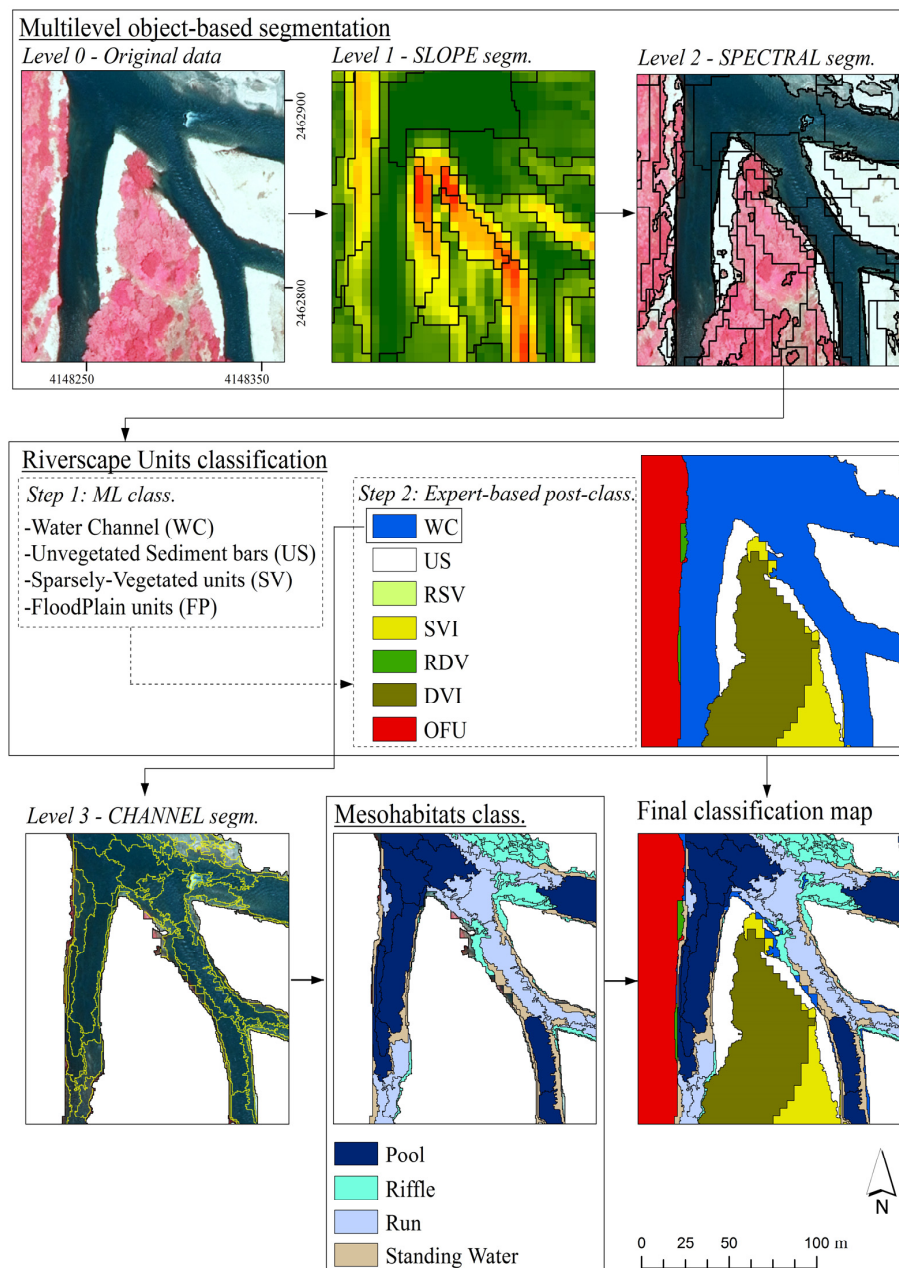 Multilevel object-based segmentation
Level 0 - Original data
Level 1 - SLOPE segm.
Level 2 - SPECTRAL segm.
2462900
2462800
4148250
4148350
Riverscape Units classification
Step 1: ML class.
-Water Channel (WC)
-Unvegetated Sediment bars (US)
-Sparsely-Vegetated units (SV)
-FloodPlain units (FP)
Step 2: Expert-based post-class.
WC
US
RSV
SVI
RDV
DVI
OFU
Level 3 - CHANNEL segm.
Mesohabitats class.
Final classification map
Pool
Riffle
Run
Standing Water
N
0 25 50 100 m